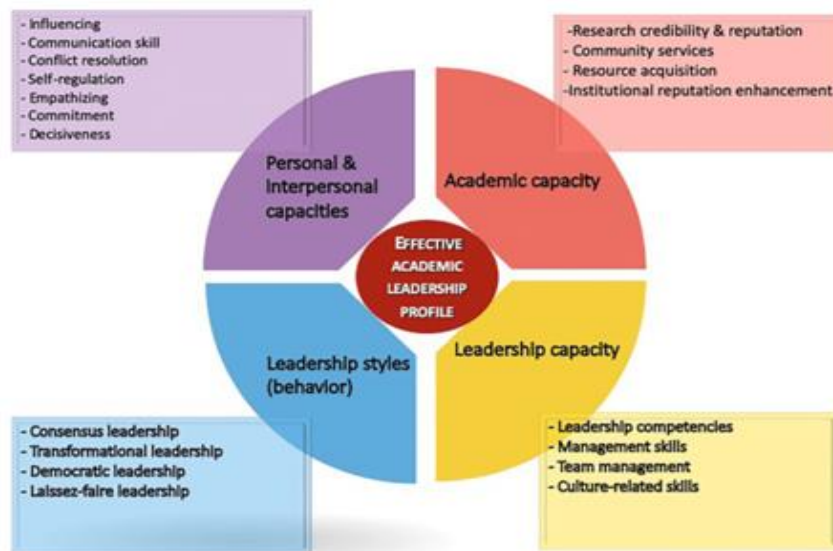 - Influencing
- Communication skill
- Conflict resolution
- Self-regulation
- Empathizing
- Commitment
- Decisiveness
-Research credibility & reputation
- Community services
- Resource acquisition
-Institutional reputation enhancement
Personal &
Interpersonal
capacities
Academic capacity
EFFECTIVE
ACADEMIC
LEADERSHIP
PROFILE
Leadership styles
(behavior)
Leadership capacity
- Consensus leadership
- Transformational leadership
- Democratic leadership
- Laissez-faire leadership
- Leadership competencies
- Management skills
- Team management
- Culture-related skills